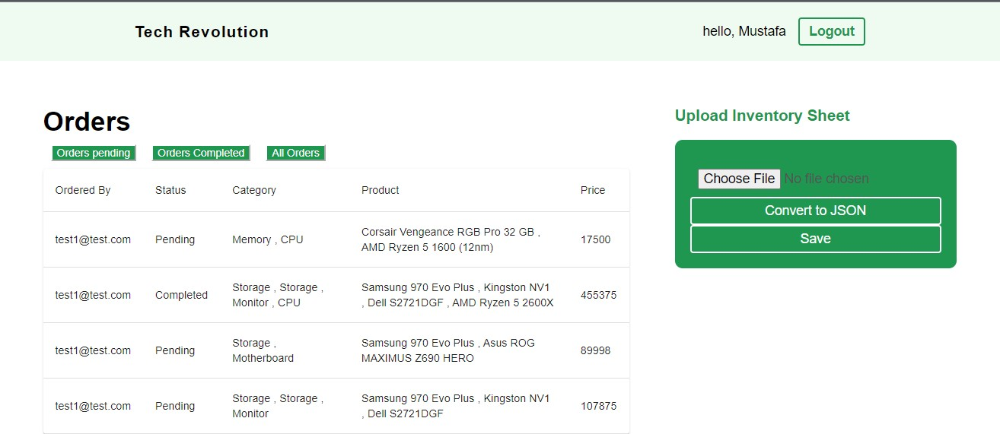 Tech Revolution
hello, Mustafa Logout
Orders
Orders pending Orders Completed All Orders
Ordered By Status Category Product Price
test1@test.com Pending Memory , CPU Corsair Vengeance RGB Pro 32 GB , AMD Ryzen 5 1600 (12nm) 17500
test1@test.com Completed Storage , Storage , Monitor , CPU Samsung 970 Evo Plus , Kingston NV1 , Dell S2721DGF , AMD Ryzen 5 2600X 455375
test1@test.com Pending Storage , Motherboard Samsung 970 Evo Plus , Asus ROG MAXIMUS Z690 HERO 89998
test1@test.com Pending Storage , Storage , Monitor Samsung 970 Evo Plus , Kingston NV1 , Dell S2721DGF 107875
Upload Inventory Sheet
Choose File No file chosen
Convert to JSON
Save